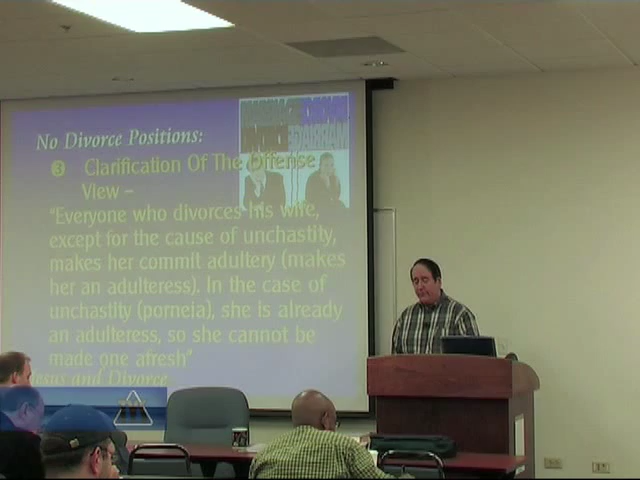 No Divorce Positions:
3 Clarification Of The Offense
View –
“Everyone who divorces his wife,
except for the cause of unchastity,
makes her commit adultery (makes
her an adulteress). In the case of
unchastity (porneia), she is already
an adulteress, so she cannot be
made one afresh”
Jesus and Divorce